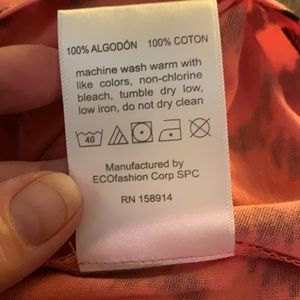 100% ALGODÓN 100% COTON
machine wash warm with
like colors, non-chlorine
bleach, tumble dry low,
low iron, do not dry clean
40
Manufactured by
ECOfashion Corp SPC
RN 158914